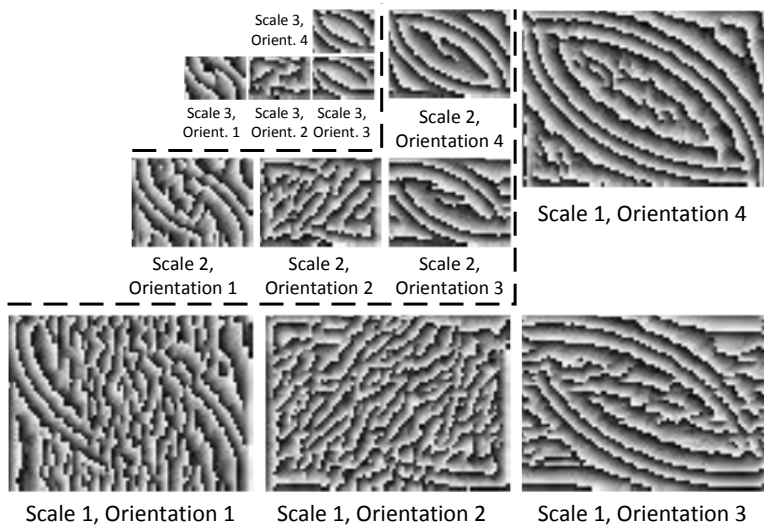 Scale 3,
Orient. 4
Scale 3,
Orient. 1
Scale 3,
Orient. 2
Scale 3,
Orient. 3
Scale 2,
Orientation 4
Scale 1, Orientation 4
Scale 2,
Orientation 1
Scale 2,
Orientation 2
Scale 2,
Orientation 3
Scale 1, Orientation 1
Scale 1, Orientation 2
Scale 1, Orientation 3